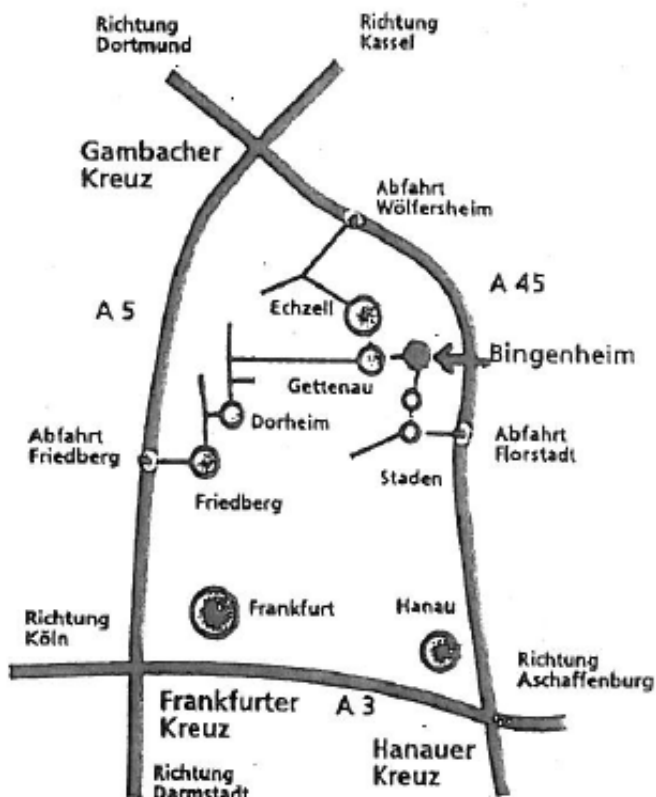 Richtung
Dortmund
Richtung
Kassel
Gambacher
Kreuz
Abfahrt
Wölfersheim
A 5
A 45
Echzell
Bingenheim
Gettenau
Dorheim
Abfahrt
Friedberg
Abfahrt
Florstadt
Staden
Friedberg
Frankfurt
Hanau
Richtung
Köln
Richtung
Aschaffenburg
Frankfurter
Kreuz
A 3
Hanauer
Kreuz
Richtung
Darmstadt